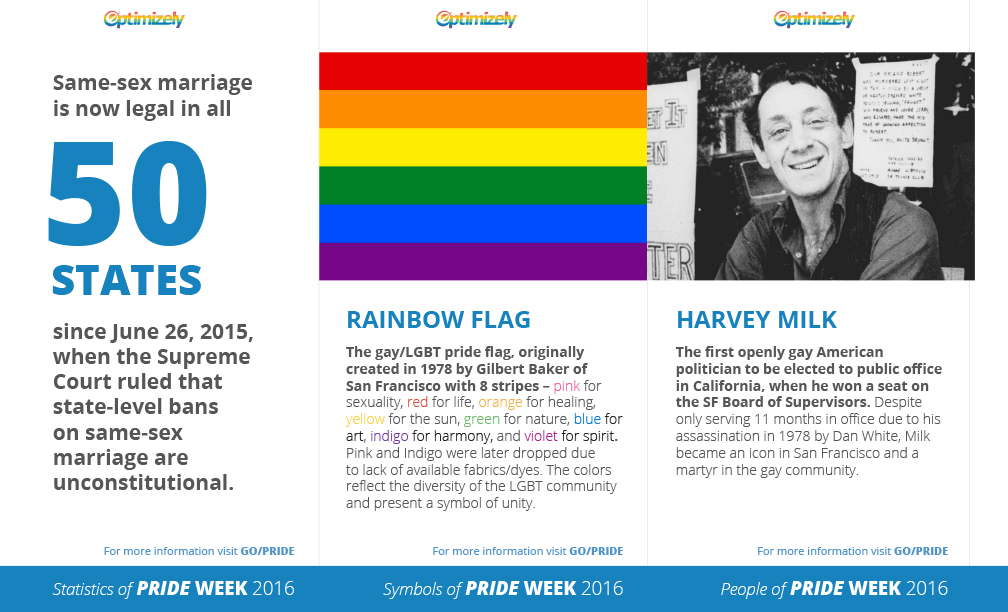 Optimizely
Same-sex marriage
is now legal in all
50
STATES
since June 26, 2015,
when the Supreme
Court ruled that
state-level bans
on same-sex
marriage are
unconstitutional.
For more information visit GO/PRIDE
Statistics of PRIDE WEEK 2016
Optimizely
RAINBOW FLAG
The gay/LGBT pride flag, originally
created in 1978 by Gilbert Baker of
San Francisco with 8 stripes – pink for
sexuality, red for life, orange for healing,
yellow for the sun, green for nature, blue for
art, indigo for harmony, and violet for spirit.
Pink and Indigo were later dropped due
to lack of available fabrics/dyes. The colors
reflect the diversity of the LGBT community
and present a symbol of unity.
For more information visit GO/PRIDE
Symbols of PRIDE WEEK 2016
Optimizely
OUR FRIEND ROBERT
HARVEY MILK
The first openly gay American
politician to be elected to public office
in California, when he won a seat on
the SF Board of Supervisors. Despite
only serving 11 months in office due to his
assassination in 1978 by Dan White, Milk
became an icon in San Francisco and a
martyr in the gay community.
For more information visit GO/PRIDE
People of PRIDE WEEK 2016